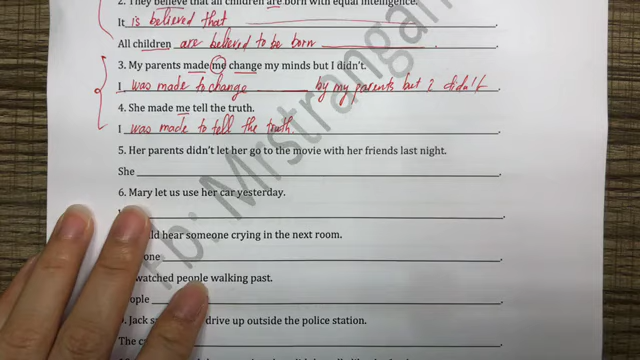 2. They believe that all children are born with equal intelligence.
It is believed that
All children are believed to be born .
3. My parents made me change my minds but I didn't.
I was made to change by my parents but I didn't
4. She made me tell the truth.
I was made to tell the truth.
5. Her parents didn't let her go to the movie with her friends last night.
She .
6. Mary let us use her car yesterday.
.
hear someone crying in the next room.
.
watched people walking past.
.
Jack drive up outside the police station.
The
fb: Mrstrangan